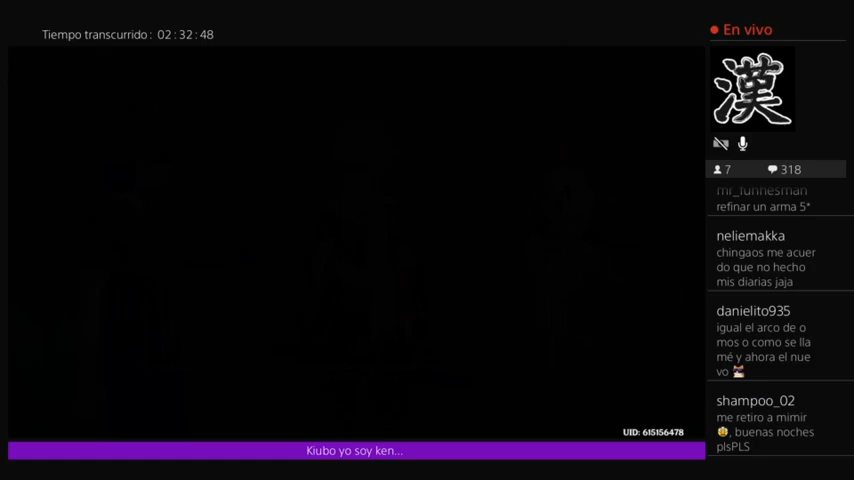 Tiempo transcurrido: 02:32:48
En vivo
漢
7 318
mr_funnesman
refinar un arma 5*
neliemakka
chingaos me acuer
do que no hecho
mis diarias jaja
danielito935
igual el arco de o
mos o como se lla
mé y ahora el nue
vo
shampoo_02
me retiro a mimir
, buenas noches
plsPLS
UID: 615156478
Kiubo yo soy ken...